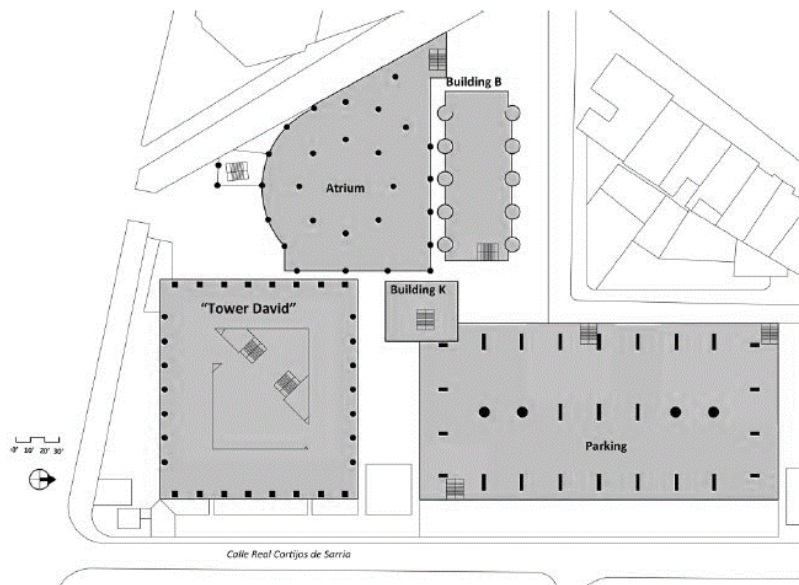 Building B
Atrium
Building K
"Tower David"
Parking
0' 10' 20' 30'
Calle Real Cortijos de Sarria